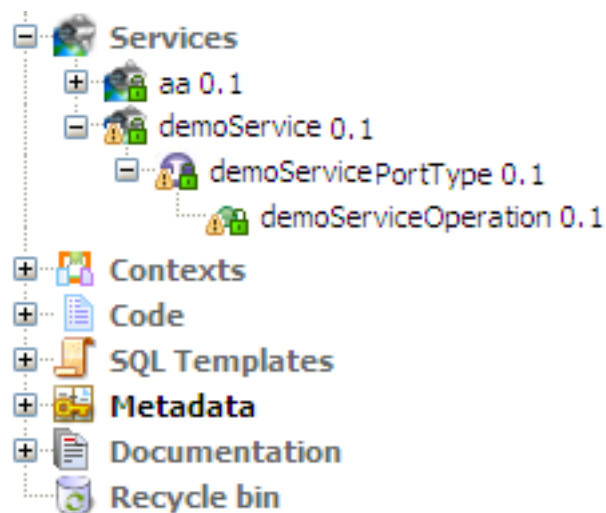 Services
aa 0.1
demoService 0.1
demoServicePortType 0.1
demoServiceOperation 0.1
Contexts
Code
SQL Templates
Metadata
Documentation
Recycle bin